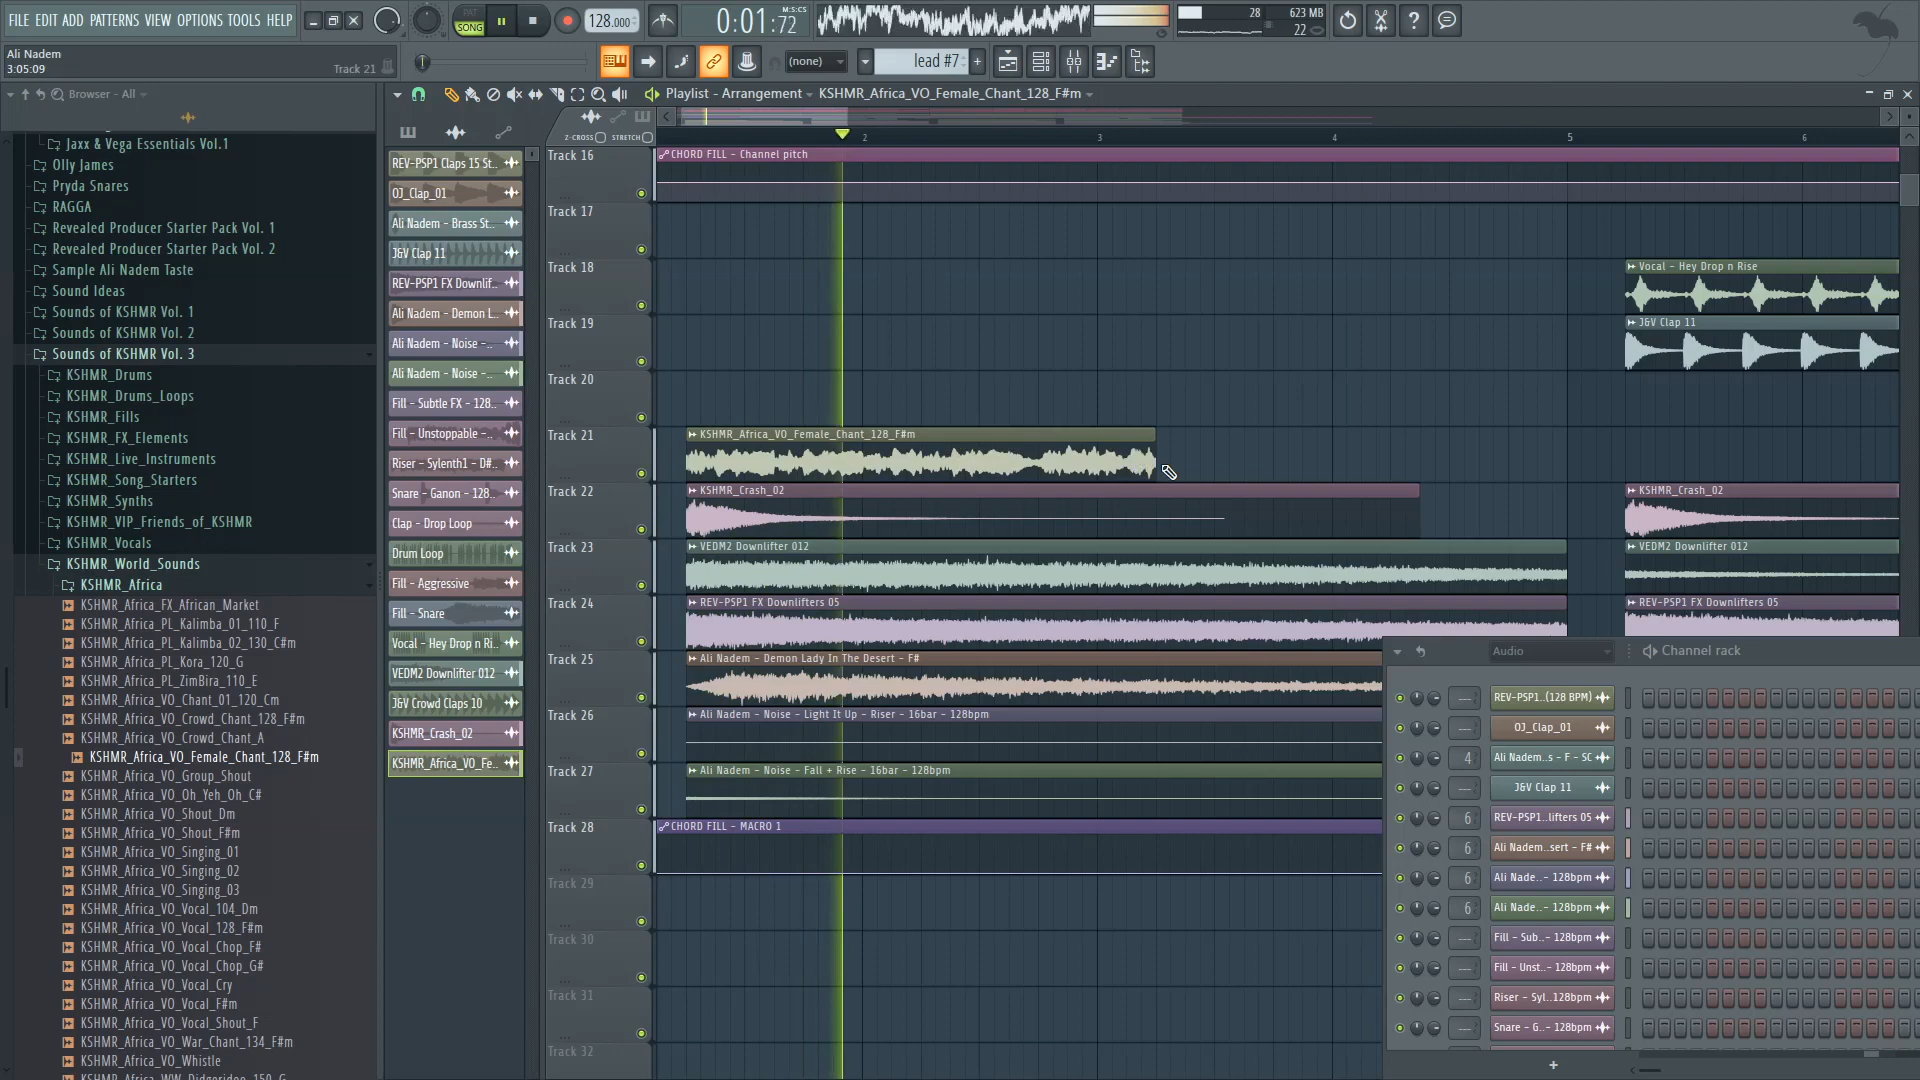 FILE EDIT ADD PATTERNS VIEW OPTIONS TOOLS HELP
PAT
SONG
128.000
0:01:72
M:S:CS
28
623 MB
22
Ali Nadem
3:05:09
Track 21
(none)
lead #7
Browser - All
Playlist - Arrangement
KSHMR_Africa_VO_Female_Chant_128_F#m
Jaxx & Vega Essentials Vol.1
Olly James
Pryda Snares
RAGGA
Revealed Producer Starter Pack Vol. 1
Revealed Producer Starter Pack Vol. 2
Sample Ali Nadem Taste
Sound Ideas
Sounds of KSHMR Vol. 1
Sounds of KSHMR Vol. 2
Sounds of KSHMR Vol. 3
KSHMR_Drums
KSHMR_Drums_Loops
KSHMR_Fills
KSHMR_FX_Elements
KSHMR_Live_Instruments
KSHMR_Song_Starters
KSHMR_Synths
KSHMR_VIP_Friends_of_KSHMR
KSHMR_Vocals
KSHMR_World_Sounds
KSHMR_Africa
KSHMR_Africa_FX_African_Market
KSHMR_Africa_PL_Kalimba_01_110_F
KSHMR_Africa_PL_Kalimba_02_130_C#m
KSHMR_Africa_PL_Kora_120_G
KSHMR_Africa_PL_ZimBira_110_E
KSHMR_Africa_VO_Chant_01_120_Cm
KSHMR_Africa_VO_Crowd_Chant_128_F#m
KSHMR_Africa_VO_Crowd_Chant_A
KSHMR_Africa_VO_Female_Chant_128_F#m
KSHMR_Africa_VO_Group_Shout
KSHMR_Africa_VO_Oh_Yeh_Oh_C#
KSHMR_Africa_VO_Shout_Dm
KSHMR_Africa_VO_Shout_F#m
KSHMR_Africa_VO_Singing_01
KSHMR_Africa_VO_Singing_02
KSHMR_Africa_VO_Singing_03
KSHMR_Africa_VO_Vocal_104_Dm
KSHMR_Africa_VO_Vocal_128_F#m
KSHMR_Africa_VO_Vocal_Chop_F#
KSHMR_Africa_VO_Vocal_Chop_G#
KSHMR_Africa_VO_Vocal_Cry
KSHMR_Africa_VO_Vocal_F#m
KSHMR_Africa_VO_Vocal_Shout_F
KSHMR_Africa_VO_War_Chant_134_F#m
KSHMR_Africa_VO_Whistle
KSHMR_Africa_WW_Didgeridoo_150_G
REV-PSP1 Claps 15 St..
OJ_Clap_01
Ali Nadem - Brass St..
J&V Clap 11
REV-PSP1 FX Downlif..
Ali Nadem - Demon L..
Ali Nadem - Noise -..
Ali Nadem - Noise -..
Fill - Subtle FX - 128..
Fill - Unstoppable -..
Riser - Sylenth1 - D#..
Snare - Ganon - 128..
Clap - Drop Loop
Drum Loop
Fill - Aggressive
Fill - Snare
Vocal - Hey Drop n Ri..
VEDM2 Downlifter 012
J&V Crowd Claps 10
KSHMR_Crash_02
KSHMR_Africa_VO_Fe..
Z-CROSS
STRETCH
2
3
4
5
6
Track 16
CHORD FILL - Channel pitch
Track 17
Track 18
Vocal - Hey Drop n Rise
Track 19
J&V Clap 11
Track 20
Track 21
KSHMR_Africa_VO_Female_Chant_128_F#m
Track 22
KSHMR_Crash_02
KSHMR_Crash_02
Track 23
VEDM2 Downlifter 012
VEDM2 Downlifter 012
Track 24
REV-PSP1 FX Downlifters 05
REV-PSP1 FX Downlifters 05
Track 25
Ali Nadem - Demon Lady In The Desert - F#
Track 26
Ali Nadem - Noise - Light It Up - Riser - 16bar - 128bpm
Track 27
Ali Nadem - Noise - Fall + Rise - 16bar - 128bpm
Track 28
CHORD FILL - MACRO 1
Track 29
Track 30
Track 31
Track 32
Audio
Channel rack
--- REV-PSP1..(128 BPM)
--- OJ_Clap_01
4 Ali Nadem..s - F - SC
--- J&V Clap 11
6 REV-PSP1..lifters 05
6 Ali Nadem..sert - F#
6 Ali Nade..- 128bpm
6 Ali Nade..- 128bpm
--- Fill - Sub..- 128bpm
--- Fill - Unst..- 128bpm
--- Riser - Syl..128bpm
--- Snare - G..- 128bpm
+